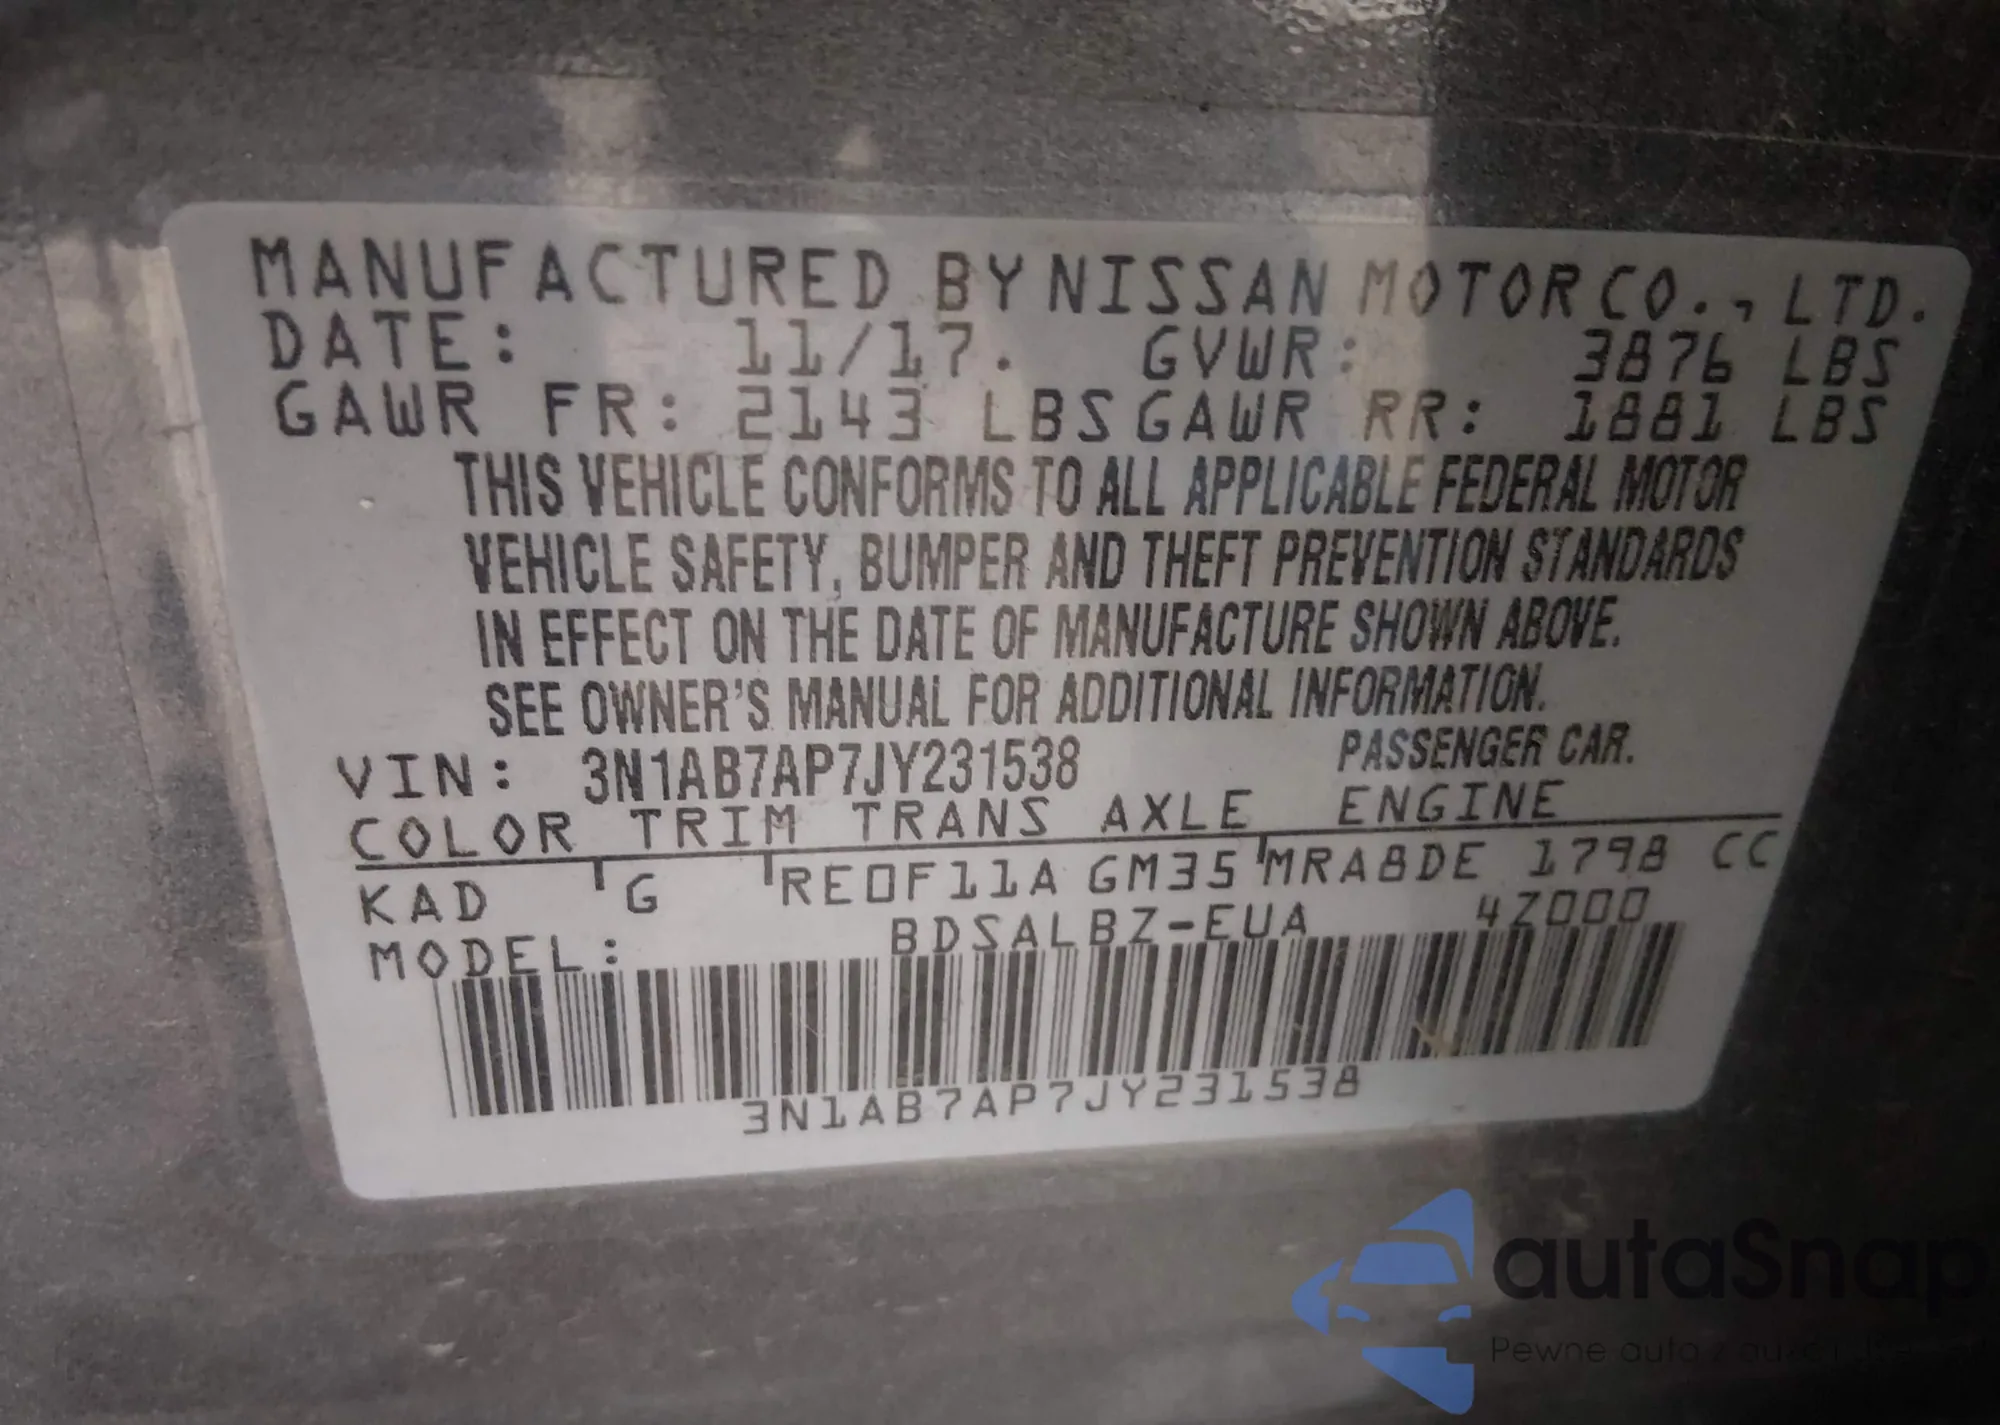 MANUFACTURED BY NISSAN MOTOR CO., LTD.
DATE: 11/17. GVWR: 3876 LBS
GAWR FR: 2143 LBS GAWR RR: 1881 LBS
THIS VEHICLE CONFORMS TO ALL APPLICABLE FEDERAL MOTOR
VEHICLE SAFETY, BUMPER AND THEFT PREVENTION STANDARDS
IN EFFECT ON THE DATE OF MANUFACTURE SHOWN ABOVE.
SEE OWNER'S MANUAL FOR ADDITIONAL INFORMATION.
VIN: 3N1AB7AP7JY231538 PASSENGER CAR.
COLOR TRIM TRANS AXLE ENGINE
KAD G RE0F11A GM35 MRA8DE 1798 CC
MODEL: BDSALBZ-EUA 4Z000
3N1AB7AP7JY231538
autaSnap
Pewne auto z